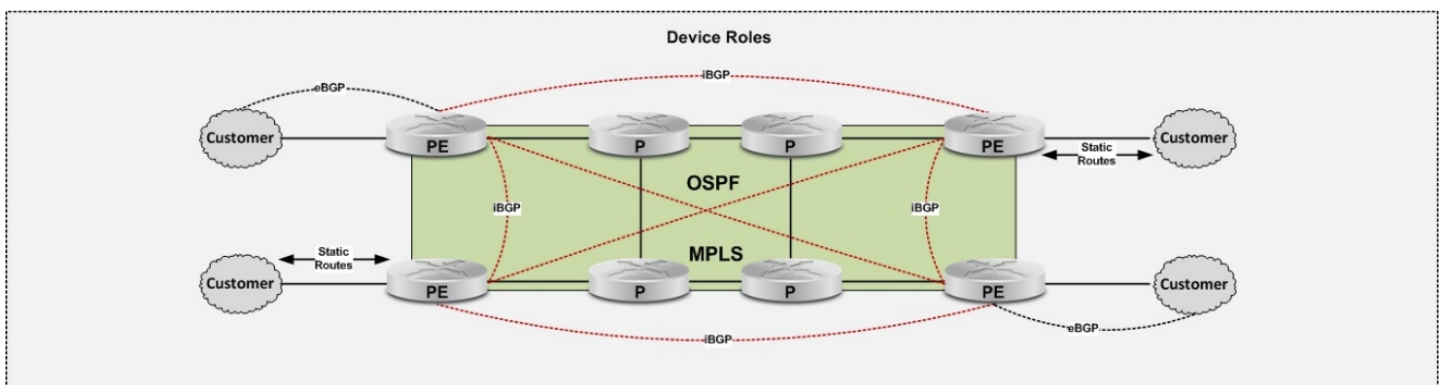 Device Roles
iBGP
eBGP
Customer
PE
P
P
PE
Customer
Static
Routes
OSPF
iBGP
iBGP
Static
Routes
MPLS
Customer
PE
P
P
PE
Customer
eBGP
iBGP